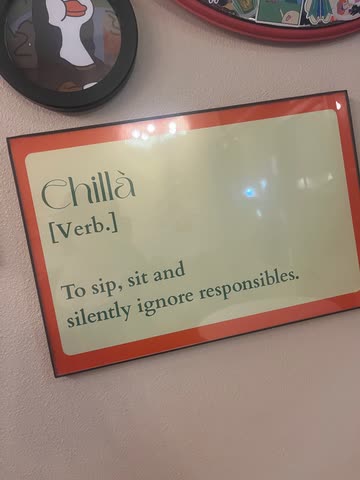 Chillà
[Verb.]
To sip, sit and
silently ignore responsibles.